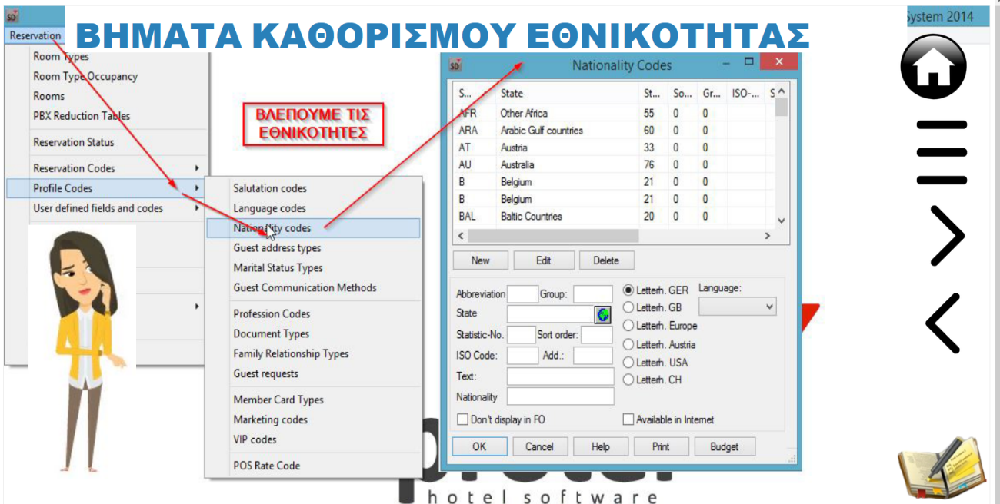 System 2014
Reservation
ΒΗΜΑΤΑ ΚΑΘΟΡΙΣΜΟΥ ΕΘΝΙΚΟΤΗΤΑΣ
Room Types
Room Type Occupancy
Rooms
PBX Reduction Tables
Reservation Status
Reservation Codes
Profile Codes
User defined fields and codes
ΒΛΕΠΟΥΜΕ ΤΙΣ
ΕΘΝΙΚΟΤΗΤΕΣ
Salutation codes
Language codes
Nationality codes
Guest address types
Marital Status Types
Guest Communication Methods
Profession Codes
Document Types
Family Relationship Types
Guest requests
Member Card Types
Marketing codes
VIP codes
POS Rate Code
Nationality Codes
S... State St... So... Gr... ISO-... S
AFR Other Africa 55 0 0
ARA Arabic Gulf countries 60 0 0
AT Austria 33 0 0
AU Australia 76 0 0
B Belgium 21 0 0
B Belgium 21 0 0
BAL Baltic Countries 20 0 0
New Edit Delete
Abbreviation Group: Letterh. GER Language:
State Letterh. GB
Letterh. Europe
Statistic-No. Sort order: Letterh. Austria
ISO Code: Add.: Letterh. USA
Text: Letterh. CH
Nationality
Don't display in FO Available in Internet
OK Cancel Help Print Budget
hotel software